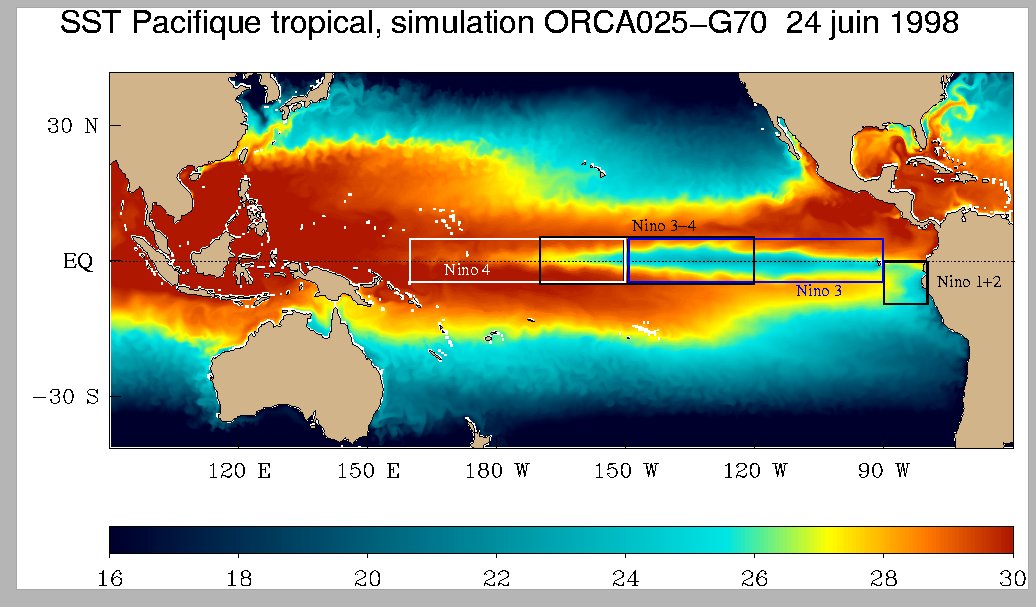 SST Pacifique tropical, simulation ORCA025−G70 24 juin 1998
30 N
Nino 3−4
EQ
Nino 4
Nino 1+2
Nino 3
−30 S
120 E 150 E 180 W 150 W 120 W 90 W
16 18 20 22 24 26 28 30